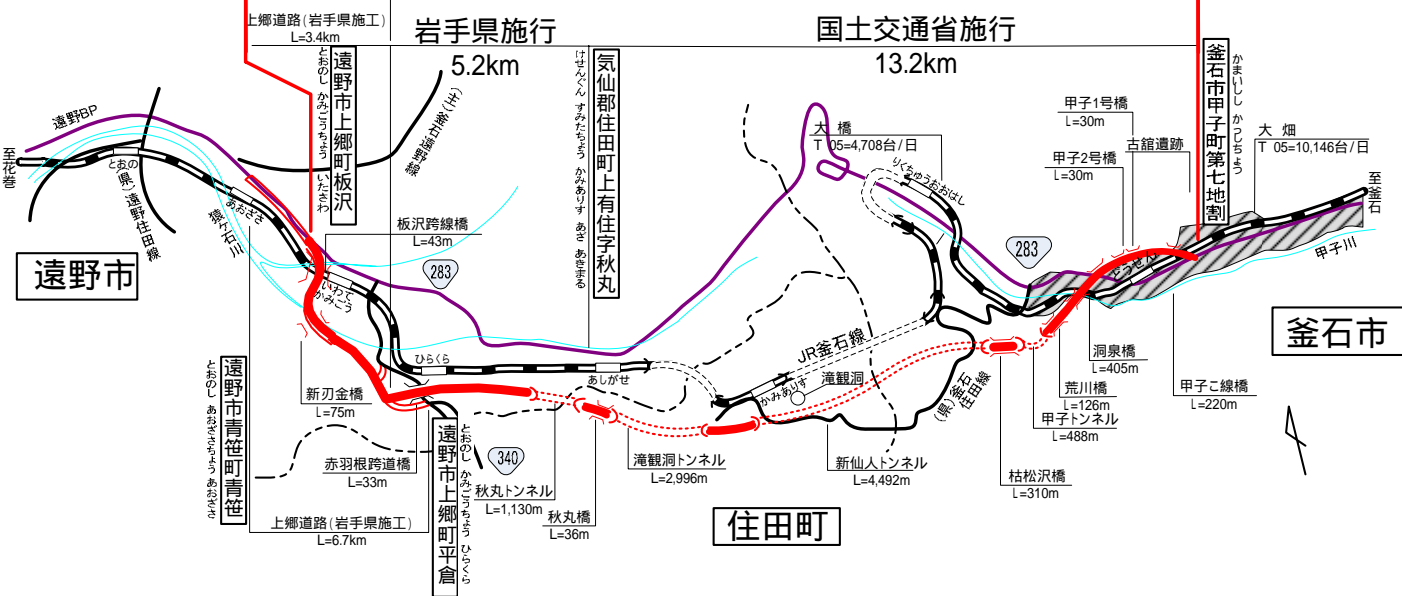 上郷道路(岩手県施工)
L=3.4km
岩手県施行
5.2km
国土交通省施行
13.2km
遠野市上郷町板沢
とおのし かみごうちょう いたさわ
気仙郡住田町上有住字秋丸
けせんぐん すみたちょう かみありす あざ あきまる
釜石市甲子町第七地割
かまいしし かっしちょう
(主)釜石遠野線
遠野BP
至花巻
とおの
(県)遠野住田線
あおざさ
猿ヶ石川
遠野市
板沢跨線橋
L=43m
283
いわて
かみごう
大 橋
T 05=4,708台/日
りくちゅうおおはし
甲子1号橋
L=30m
甲子2号橋
L=30m
古舘遺跡
大 畑
T 05=10,146台/日
至釜石
283
どうせん
甲子川
釜石市
ひらくら
あしがせ
JR釜石線
かみありす
滝観洞
(県)釜石
住田線
洞泉橋
L=405m
荒川橋
L=126m
甲子トンネル
L=488m
甲子こ線橋
L=220m
遠野市青笹町青笹
とおのし あおざさちょう あおざさ
新刃金橋
L=75m
赤羽根跨道橋
L=33m
上郷道路(岩手県施工)
L=6.7km
遠野市上郷町平倉
とおのし かみごうちょう ひらくら
340
秋丸トンネル
L=1,130m
秋丸橋
L=36m
滝観洞トンネル
L=2,996m
新仙人トンネル
L=4,492m
枯松沢橋
L=310m
住田町